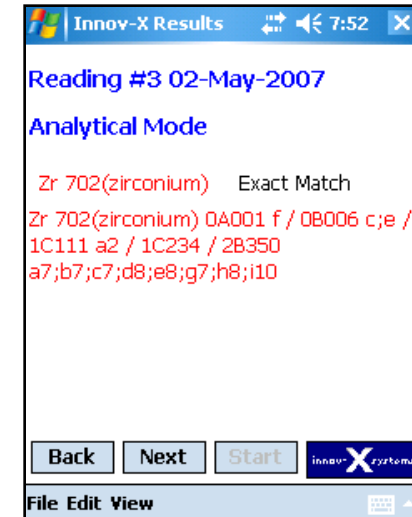 Innov-X Results 7:52
Reading #3 02-May-2007
Analytical Mode
Zr 702(zirconium) Exact Match
Zr 702(zirconium) 0A001 f / 0B006 c;e /
1C111 a2 / 1C234 / 2B350
a7;b7;c7;d8;e8;g7;h8;i10
Back Next Start innov-X systems
File Edit View